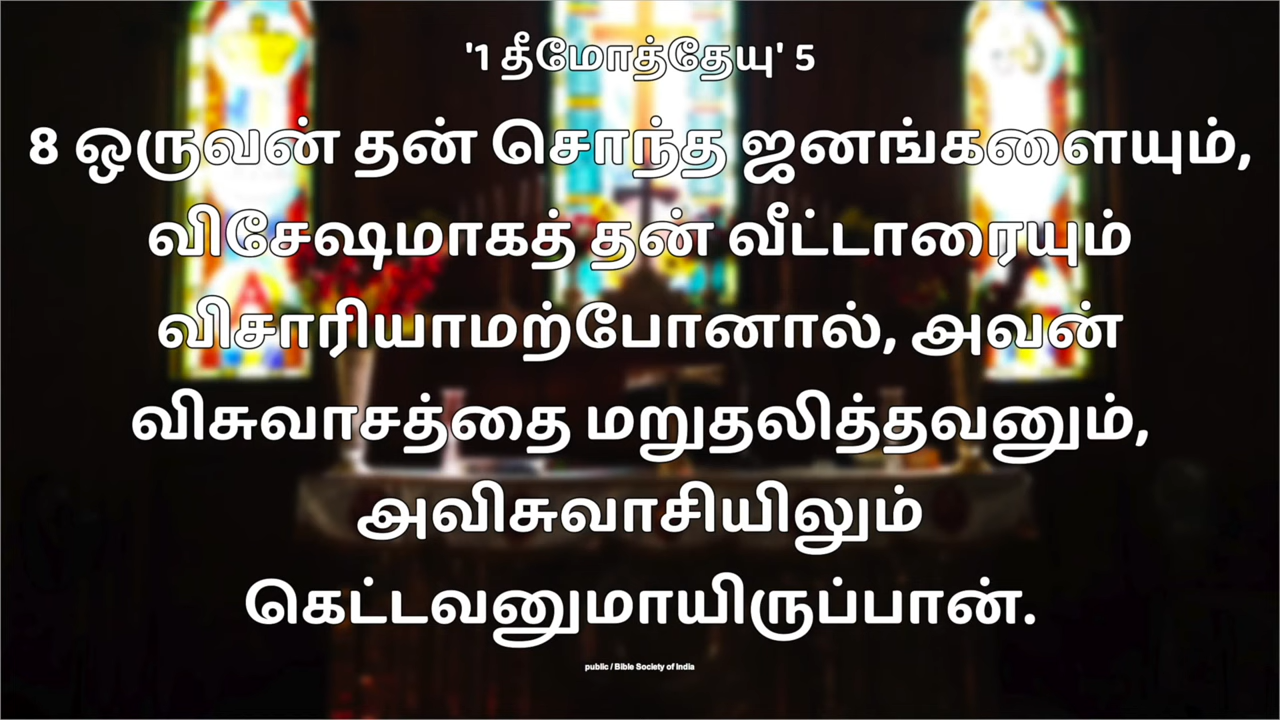 '1 தீமோத்தேயு' 5
8 ஒருவன் தன் சொந்த ஜனங்களையும்,
விசேஷமாகத் தன் வீட்டாரையும்
விசாரியாமற்போனால், அவன்
விசுவாசத்தை மறுதலித்தவனும்,
அவிசுவாசியிலும்
கெட்டவனுமாயிருப்பான்.
public / Bible Society of India